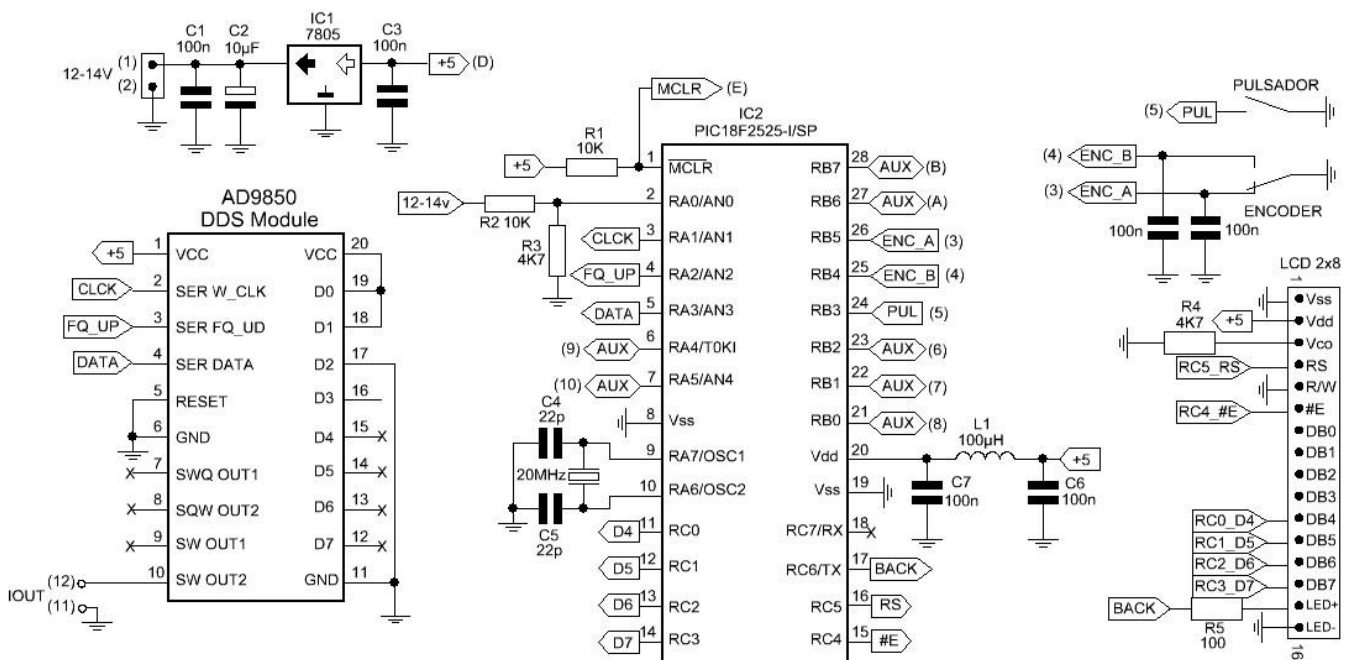 12-14V
(1)
(2)
C1
100n
C2
10µF
IC1
7805
C3
100n
+5
(D)
AD9850
DDS Module
+5
CLCK
FQ_UP
DATA
1
VCC
2
SER W_CLK
3
SER FQ_UD
4
SER DATA
5
RESET
6
GND
7
SWQ OUT1
8
SQW OUT2
9
SW OUT1
10
SW OUT2
VCC
20
D0
19
D1
18
D2
17
D3
16
D4
15
D5
14
D6
13
D7
12
GND
11
IOUT
(12)
(11)
MCLR
(E)
R1
10K
+5
12-14v
R2 10K
R3
4K7
IC2
PIC18F2525-I/SP
1
MCLR
2
RA0/AN0
CLCK
3
RA1/AN1
FQ_UP
4
RA2/AN2
DATA
5
RA3/AN3
(9)
AUX
6
RA4/T0KI
(10)
AUX
7
RA5/AN4
8
Vss
C4
22p
20MHz
C5
22p
9
RA7/OSC1
10
RA6/OSC2
D4
11
RC0
D5
12
RC1
D6
13
RC2
D7
14
RC3
RB7
28
AUX
(B)
RB6
27
AUX
(A)
RB5
26
ENC_A
(3)
RB4
25
ENC_B
(4)
RB3
24
PUL
(5)
RB2
23
AUX
(6)
RB1
22
AUX
(7)
RB0
21
AUX
(8)
Vdd
20
L1
100µH
+5
C7
100n
C6
100n
Vss
19
RC7/RX
18
RC6/TX
17
BACK
RC5
16
RS
RC4
15
#E
PULSADOR
(5)
PUL
(4)
ENC_B
(3)
ENC_A
ENCODER
100n
100n
LCD 2x8
1
Vss
+5
Vdd
R4
4K7
Vco
RC5_RS
RS
R/W
RC4_#E
#E
DB0
DB1
DB2
DB3
RC0_D4
DB4
RC1_D5
DB5
RC2_D6
DB6
RC3_D7
DB7
BACK
R5
100
LED+
LED-
16